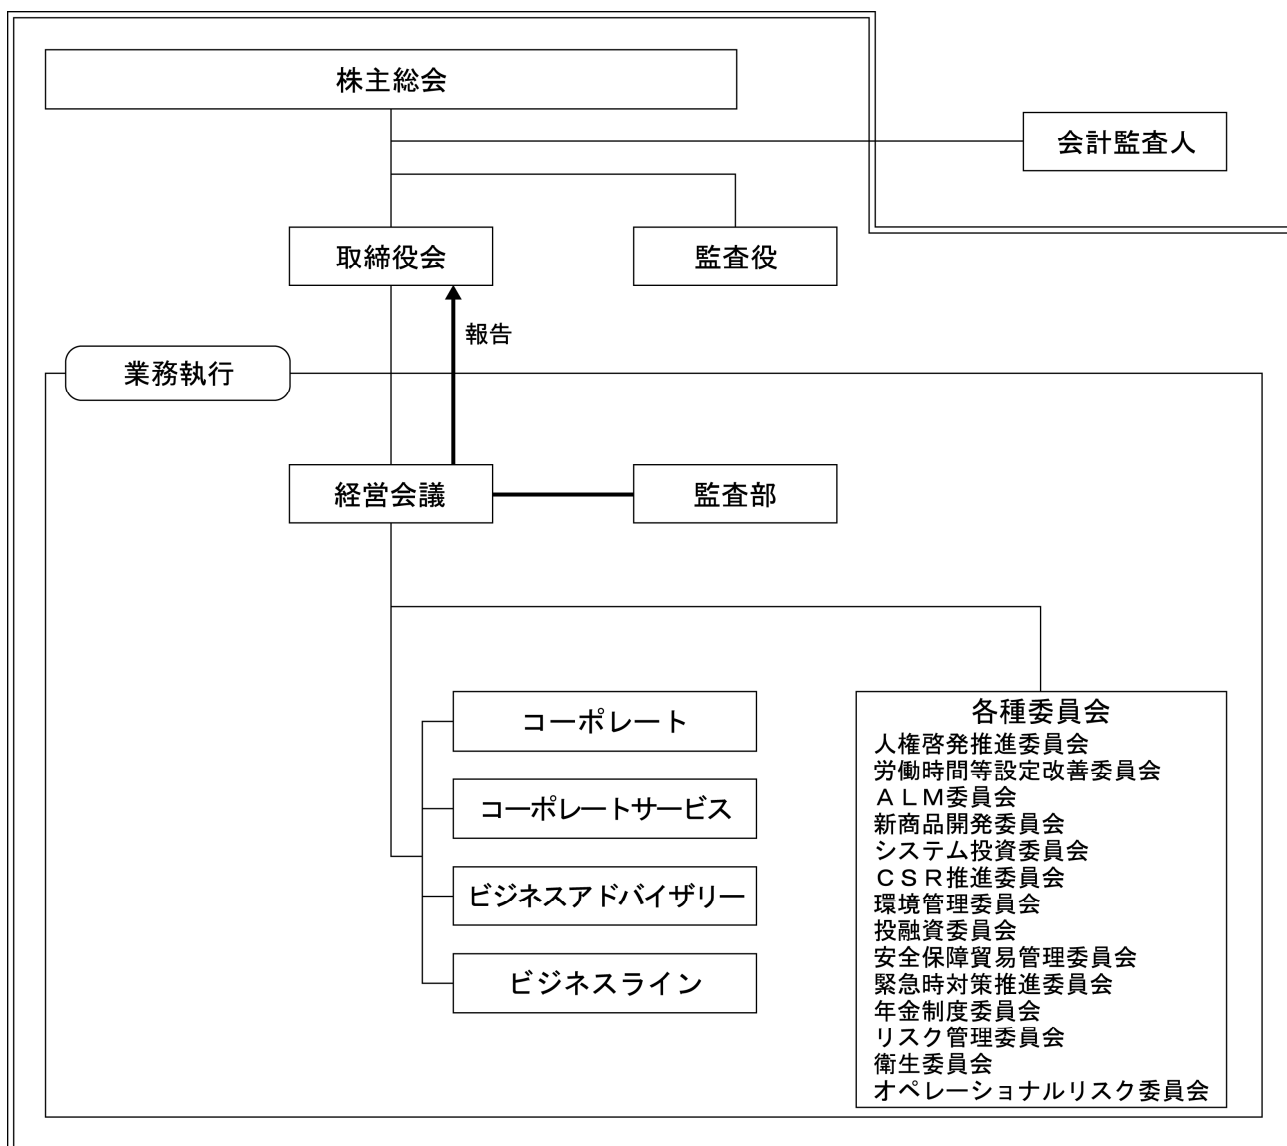 株主総会
会計監査人
取締役会
監査役
報告
業務執行
経営会議
監査部
コーポレート
コーポレートサービス
ビジネスアドバイザリー
ビジネスライン
各種委員会
人権啓発推進委員会
労働時間等設定改善委員会
ＡＬＭ委員会
新商品開発委員会
システム投資委員会
ＣＳＲ推進委員会
環境管理委員会
投融資委員会
安全保障貿易管理委員会
緊急時対策推進委員会
年金制度委員会
リスク管理委員会
衛生委員会
オペレーショナルリスク委員会